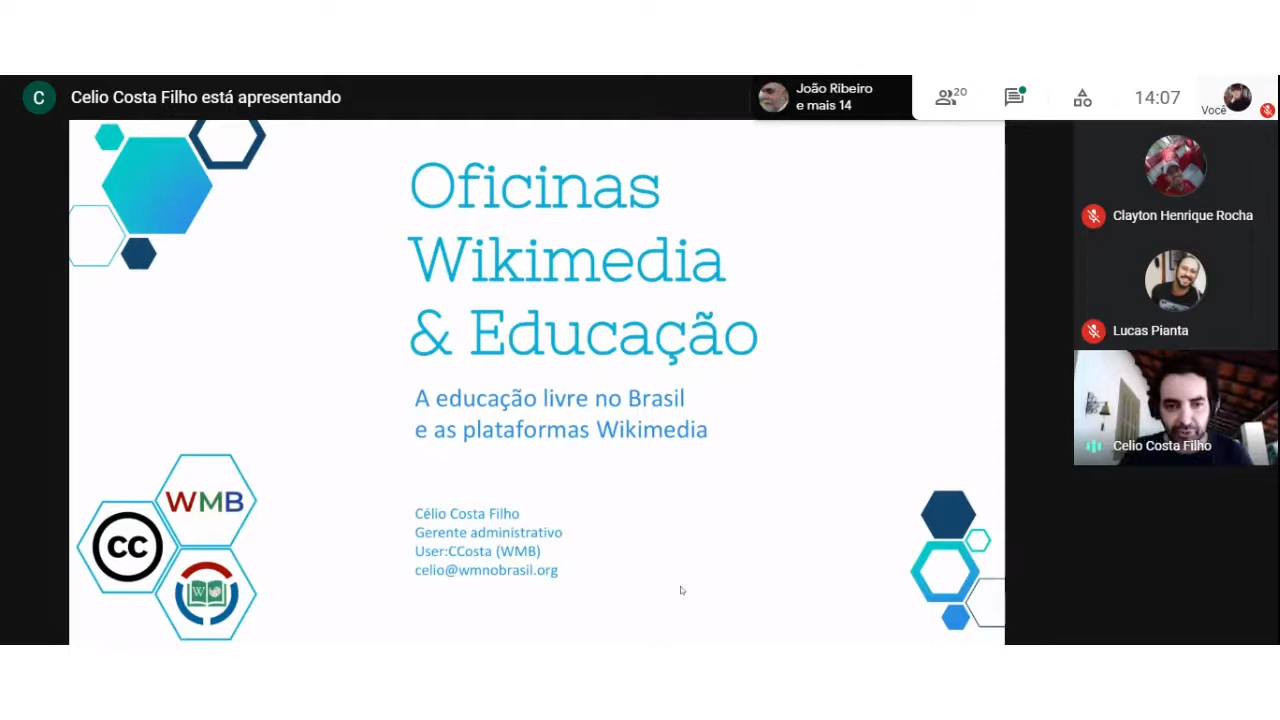 C
Celio Costa Filho está apresentando
João Ribeiro
e mais 14
20
14:07
Você
Oficinas
Wikimedia
& Educação
A educação livre no Brasil
e as plataformas Wikimedia
Célio Costa Filho
Gerente administrativo
User:CCosta (WMB)
celio@wmnobrasil.org
WMB
CC
W
Clayton Henrique Rocha
Lucas Pianta
Celio Costa Filho